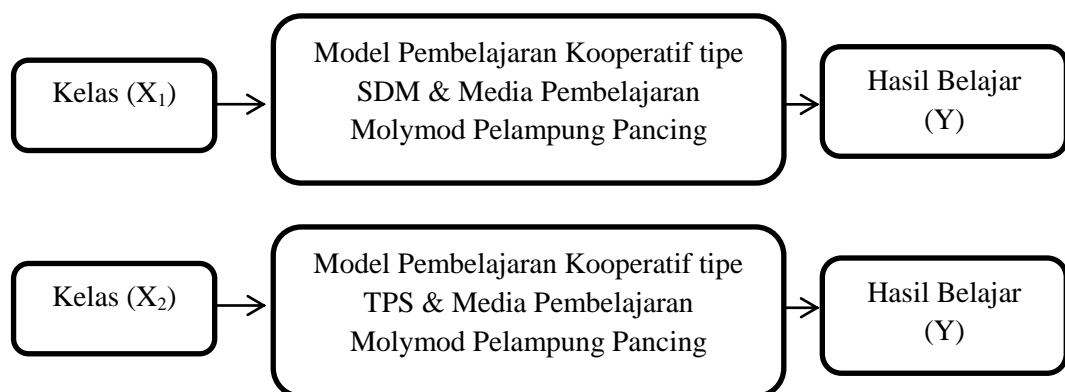 Kelas (X₁)
Model Pembelajaran Kooperatif tipe
SDM & Media Pembelajaran
Molymod Pelampung Pancing
Hasil Belajar
(Y)
Kelas (X₂)
Model Pembelajaran Kooperatif tipe
TPS & Media Pembelajaran
Molymod Pelampung Pancing
Hasil Belajar
(Y)